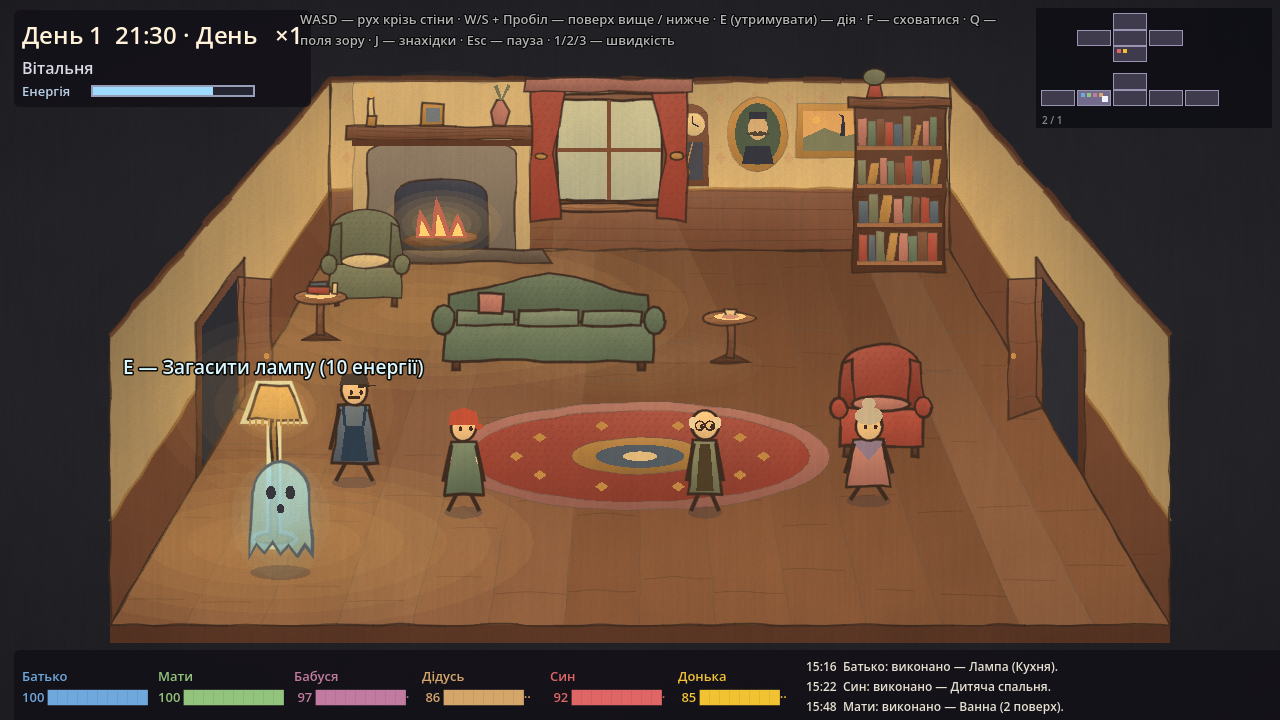 День 1  21:30 · День  ×1
WASD — рух крізь стіни · W/S + Пробіл — поверх вище / нижче · E (утримувати) — дія · F — сховатися · Q —
поля зору · J — знахідки · Esc — пауза · 1/2/3 — швидкість
Вітальня
Енергія
2 / 1
E — Загасити лампу (10 енергії)
Батько
100
Мати
100
Бабуся
97
Дідусь
86
Син
92
Донька
85
15:16  Батько: виконано — Лампа (Кухня).
15:22  Син: виконано — Дитяча спальня.
15:48  Мати: виконано — Ванна (2 поверх).